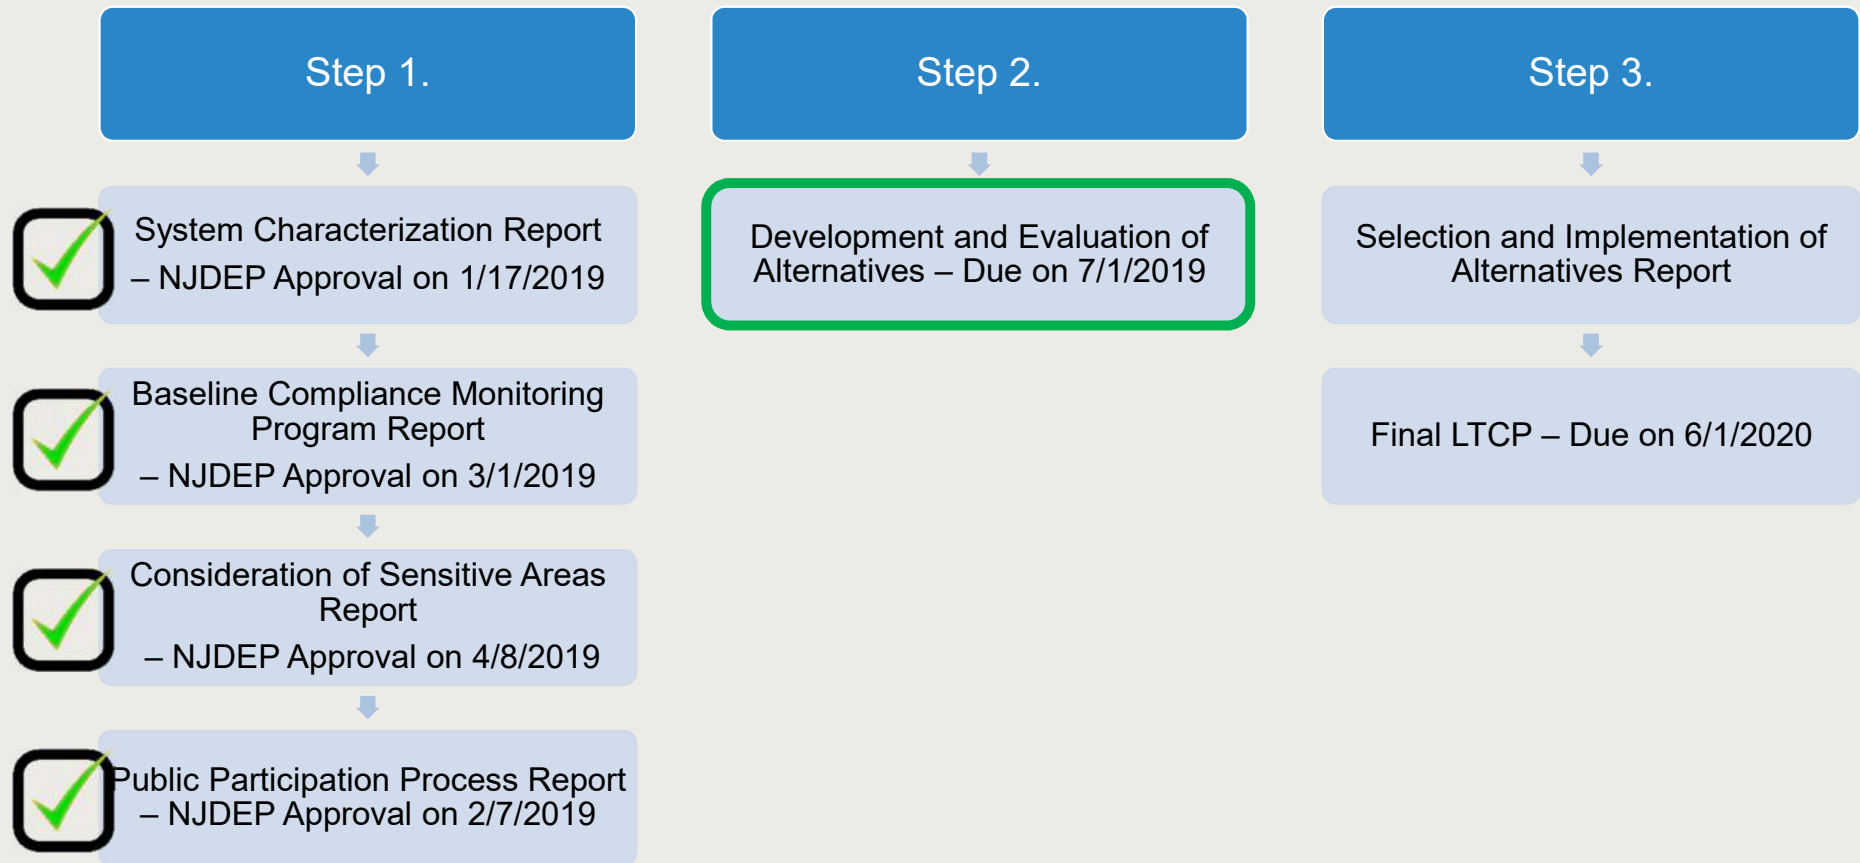 Step 1.
System Characterization Report
– NJDEP Approval on 1/17/2019
Baseline Compliance Monitoring
Program Report
– NJDEP Approval on 3/1/2019
Consideration of Sensitive Areas
Report
– NJDEP Approval on 4/8/2019
Public Participation Process Report
– NJDEP Approval on 2/7/2019
Step 2.
Development and Evaluation of
Alternatives – Due on 7/1/2019
Step 3.
Selection and Implementation of
Alternatives Report
Final LTCP – Due on 6/1/2020